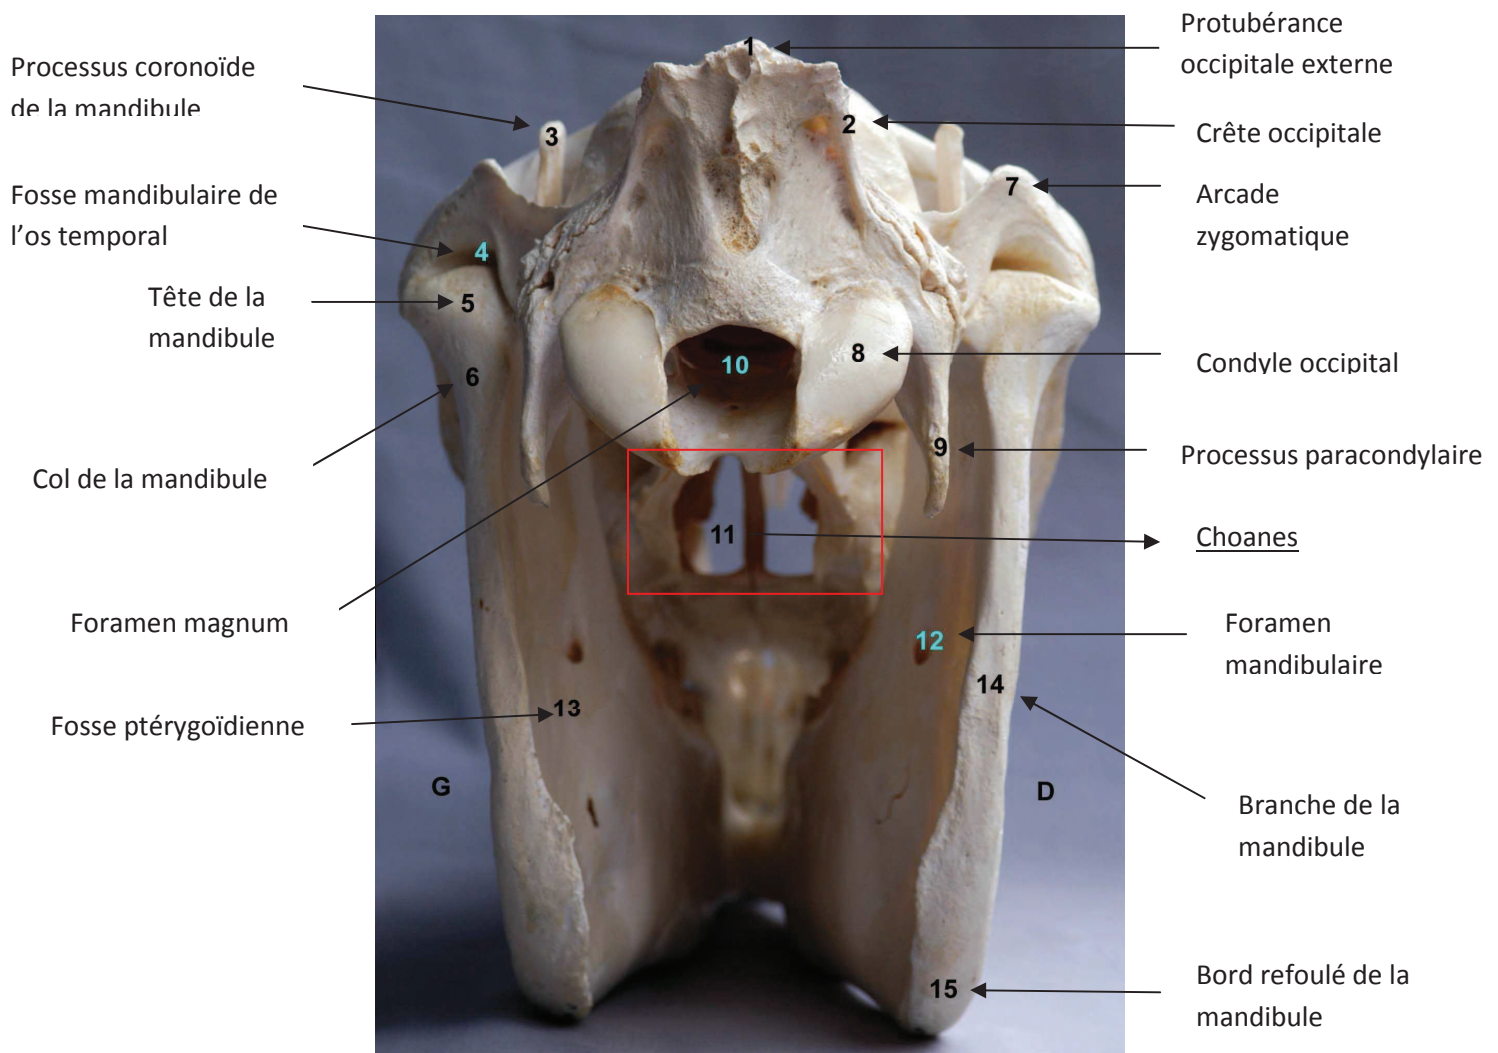 Processus coronoïde
de la mandibule
Fosse mandibulaire de
l’os temporal
Tête de la
mandibule
Col de la mandibule
Foramen magnum
Fosse ptérygoïdienne
1
2
3
7
4
5
6
8
10
9
11
12
14
13
G
D
15
Protubérance
occipitale externe
Crête occipitale
Arcade
zygomatique
Condyle occipital
Processus paracondylaire
Choanes
Foramen
mandibulaire
Branche de la
mandibule
Bord refoulé de la
mandibule